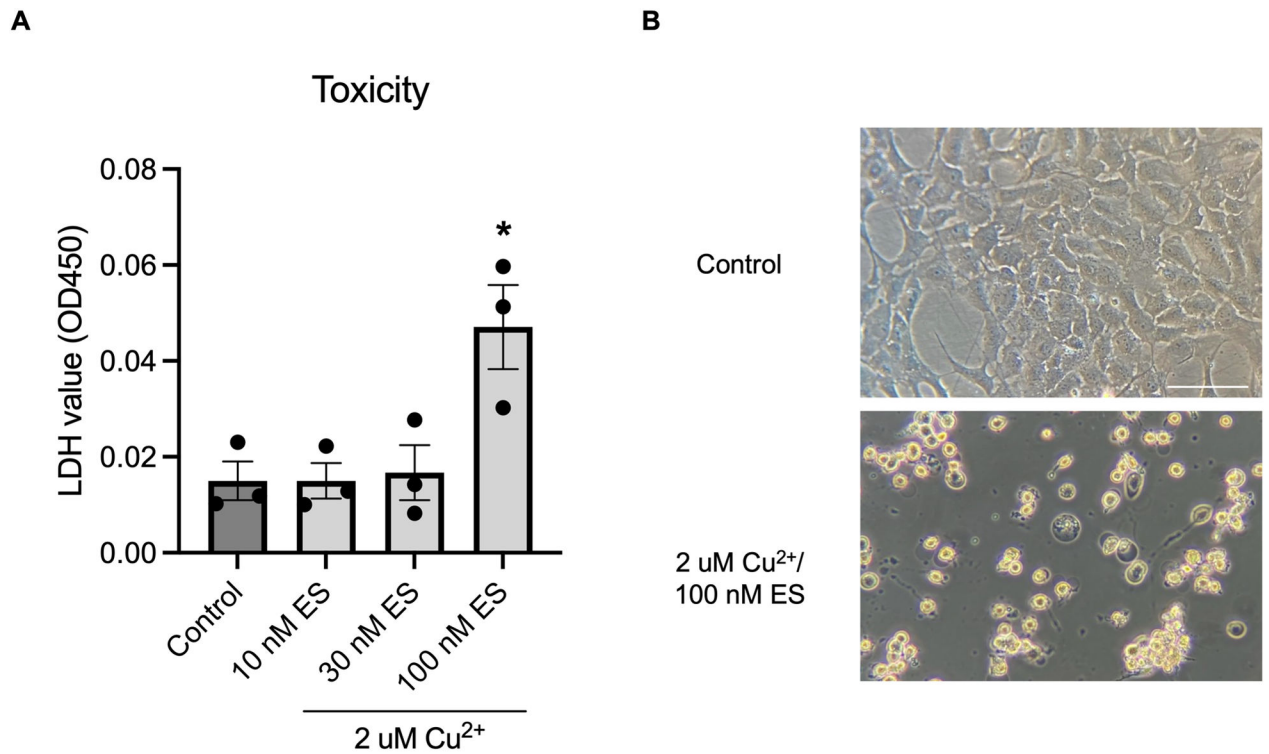 A
Toxicity
LDH value (OD450)
0.08
0.06
0.04
0.02
0.00
*
Control
10 nM ES
30 nM ES
100 nM ES
2 uM Cu²⁺
B
Control
2 uM Cu²⁺/
100 nM ES